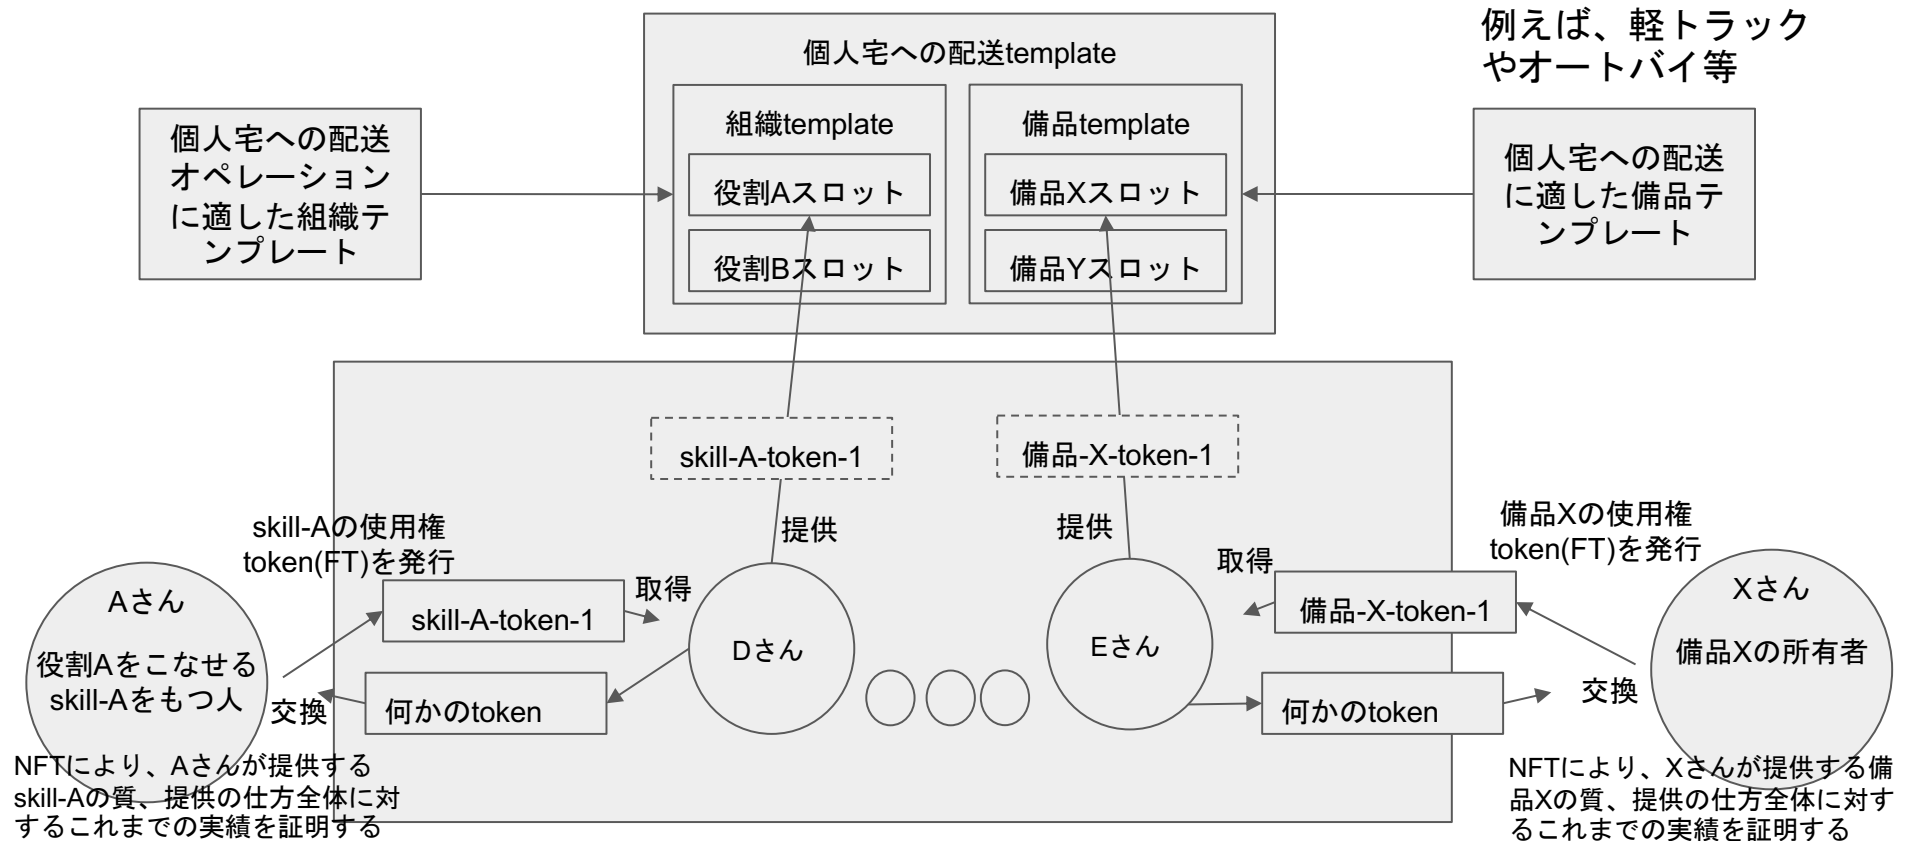 例えば、軽トラック
やオートバイ等
個人宅への配送template
組織template
備品template
個人宅への配送
オペレーション
に適した組織テ
ンプレート
役割Aスロット
役割Bスロット
備品Xスロット
備品Yスロット
個人宅への配送
に適した備品テ
ンプレート
skill-A-token-1
備品-X-token-1
提供
提供
skill-Aの使用権
token(FT)を発行
備品Xの使用権
token(FT)を発行
取得
取得
Aさん
役割Aをこなせる
skill-Aをもつ人
skill-A-token-1
Dさん
Eさん
備品-X-token-1
Xさん
備品Xの所有者
交換
何かのtoken
何かのtoken
交換
NFTにより、Aさんが提供する
skill-Aの質、提供の仕方全体に対
するこれまでの実績を証明する
NFTにより、Xさんが提供する備
品Xの質、提供の仕方全体に対す
るこれまでの実績を証明する